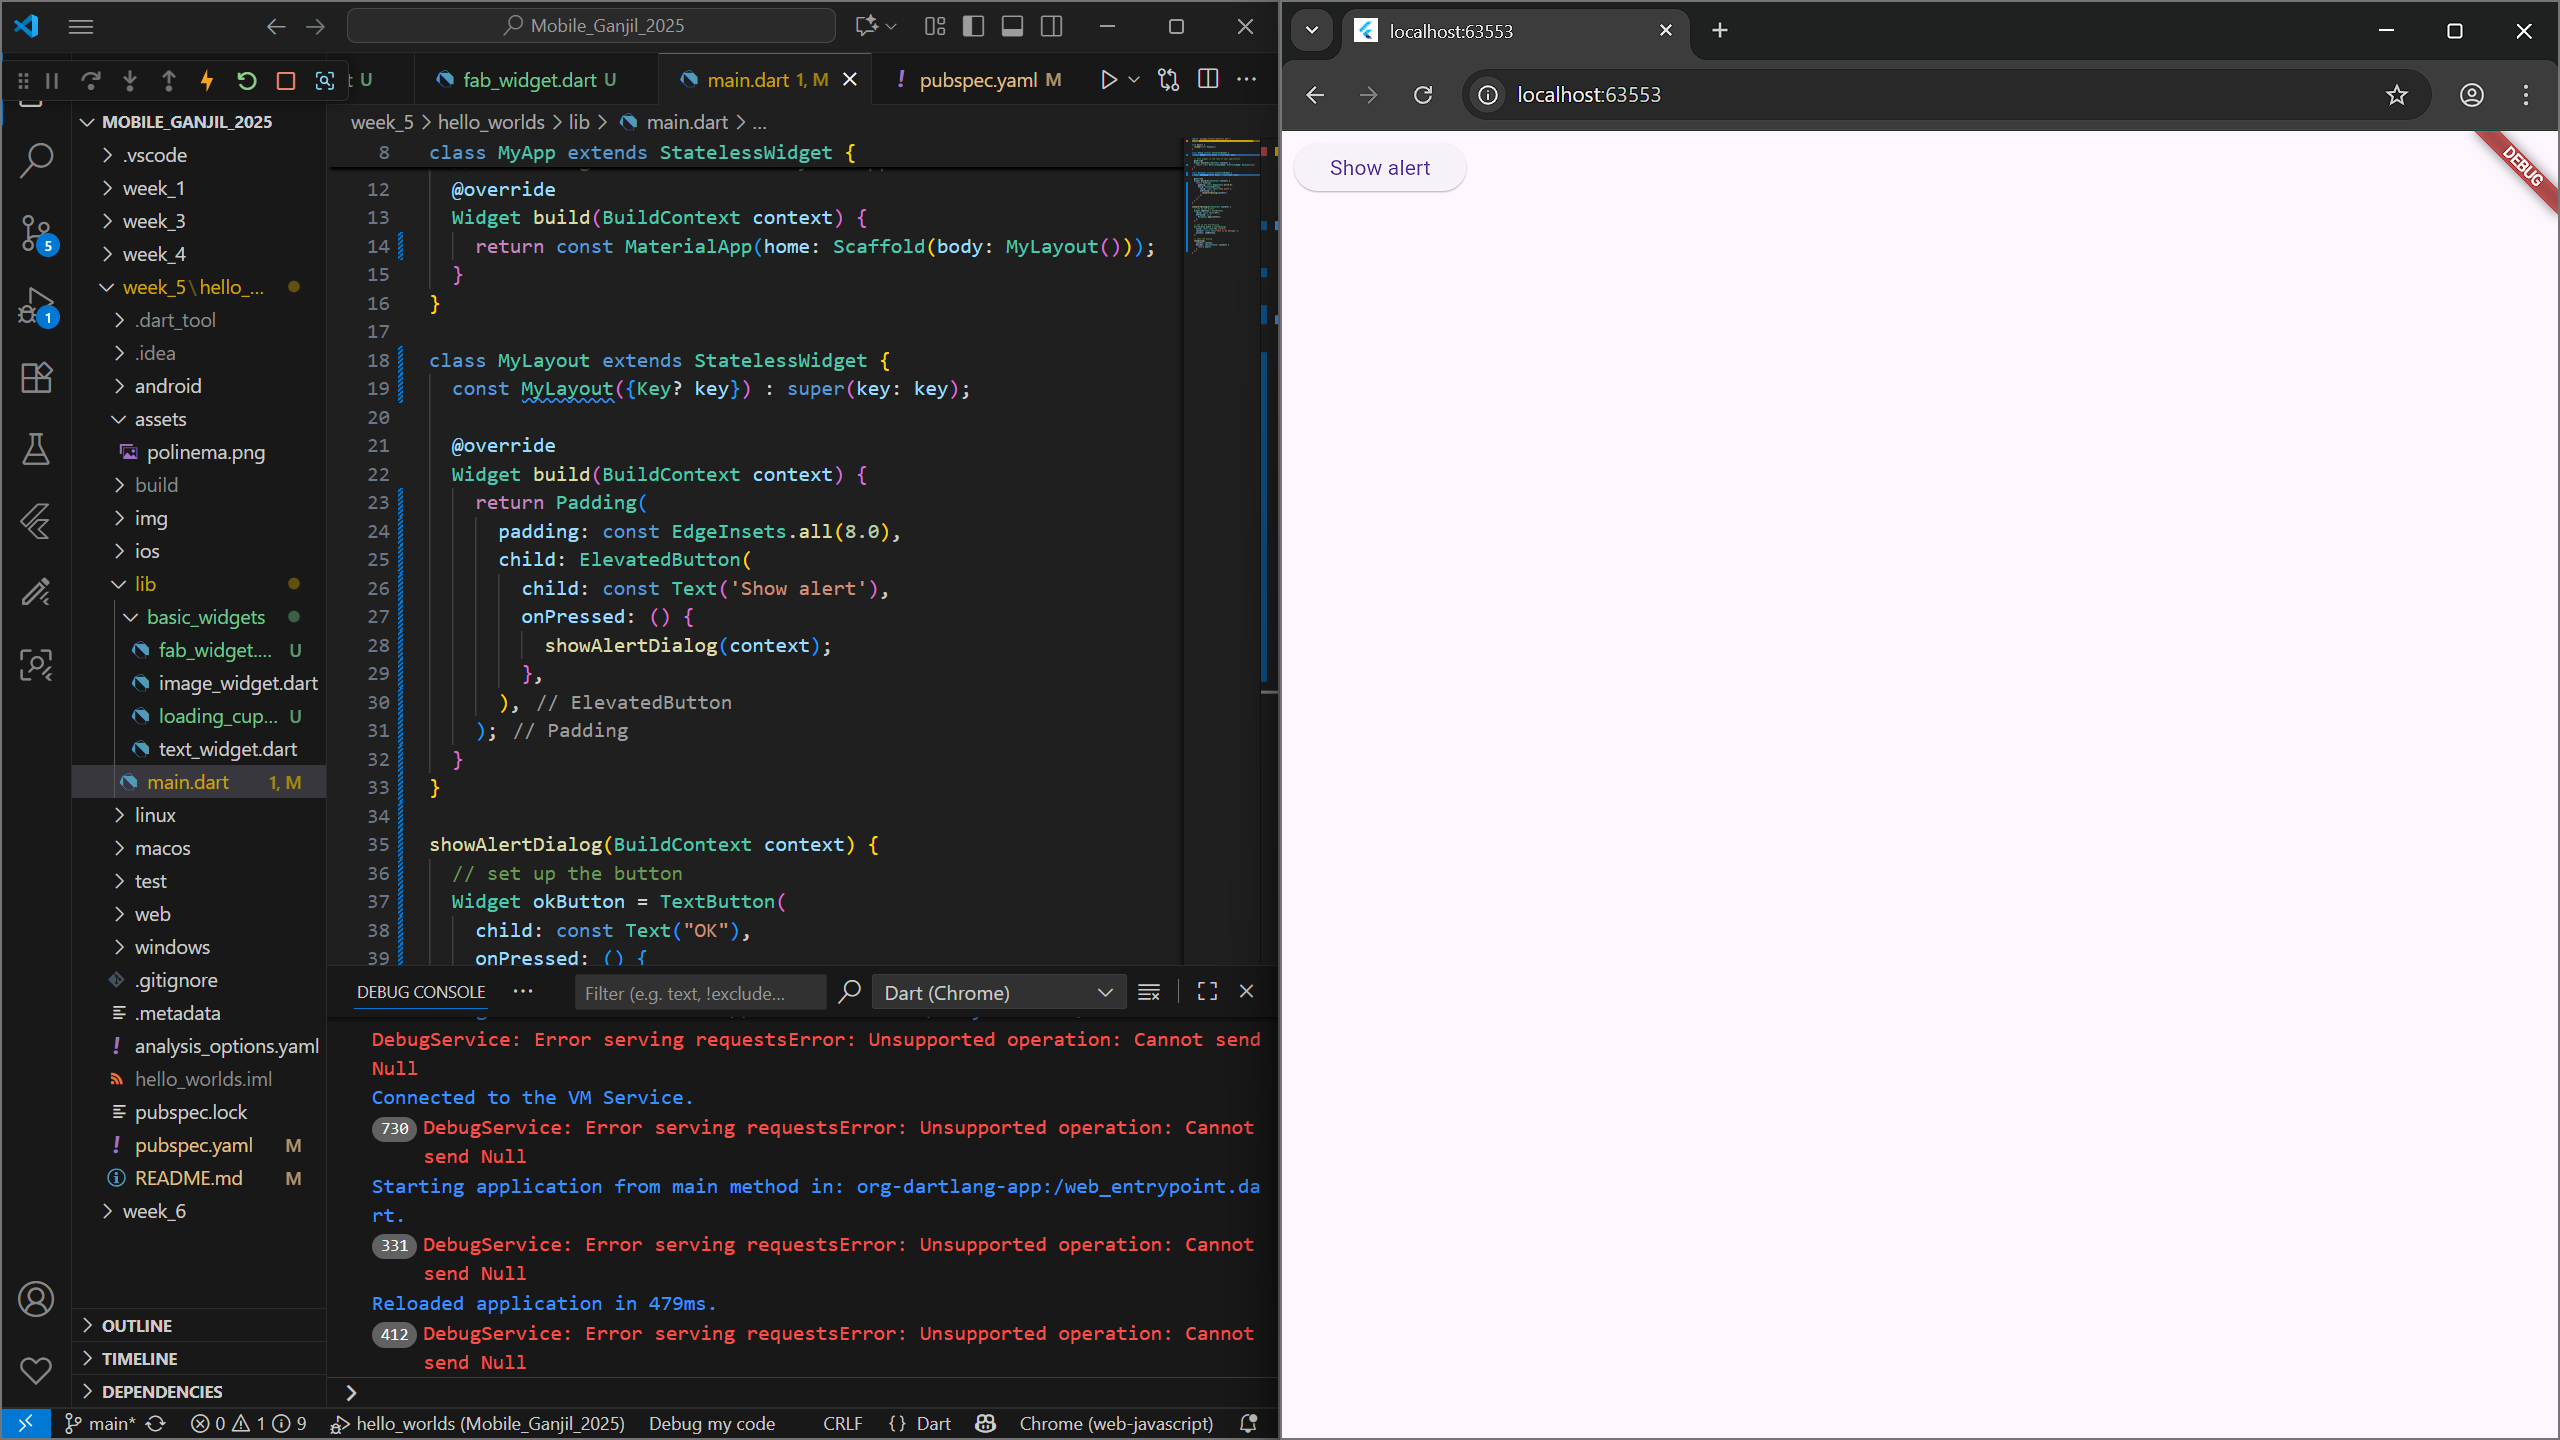 Mobile_Ganjil_2025
t U
fab_widget.dart U
main.dart 1, M
! pubspec.yaml M
week_5 > hello_worlds > lib > main.dart > ...
MOBILE_GANJIL_2025
.vscode
week_1
week_3
week_4
week_5\hello_...
.dart_tool
.idea
android
assets
polinema.png
build
img
ios
lib
basic_widgets
fab_widget.... U
image_widget.dart
loading_cup... U
text_widget.dart
main.dart 1, M
linux
macos
test
web
windows
.gitignore
.metadata
! analysis_options.yaml
hello_worlds.iml
pubspec.lock
! pubspec.yaml M
README.md M
week_6
OUTLINE
TIMELINE
DEPENDENCIES
5
1
8 class MyApp extends StatelessWidget {
12 @override
13 Widget build(BuildContext context) {
14 return const MaterialApp(home: Scaffold(body: MyLayout()));
15 }
16 }
17
18 class MyLayout extends StatelessWidget {
19 const MyLayout({Key? key}) : super(key: key);
20
21 @override
22 Widget build(BuildContext context) {
23 return Padding(
24 padding: const EdgeInsets.all(8.0),
25 child: ElevatedButton(
26 child: const Text('Show alert'),
27 onPressed: () {
28 showAlertDialog(context);
29 },
30 ), // ElevatedButton
31 ); // Padding
32 }
33 }
34
35 showAlertDialog(BuildContext context) {
36 // set up the button
37 Widget okButton = TextButton(
38 child: const Text("OK"),
39 onPressed: () {
DEBUG CONSOLE
Filter (e.g. text, !exclude...
Dart (Chrome)
DebugService: Error serving requestsError: Unsupported operation: Cannot send
Null
Connected to the VM Service.
730 DebugService: Error serving requestsError: Unsupported operation: Cannot
send Null
Starting application from main method in: org-dartlang-app:/web_entrypoint.da
rt.
331 DebugService: Error serving requestsError: Unsupported operation: Cannot
send Null
Reloaded application in 479ms.
412 DebugService: Error serving requestsError: Unsupported operation: Cannot
send Null
main* 0 1 9 hello_worlds (Mobile_Ganjil_2025) Debug my code CRLF {} Dart Chrome (web-javascript)
localhost:63553
localhost:63553
Show alert
DEBUG